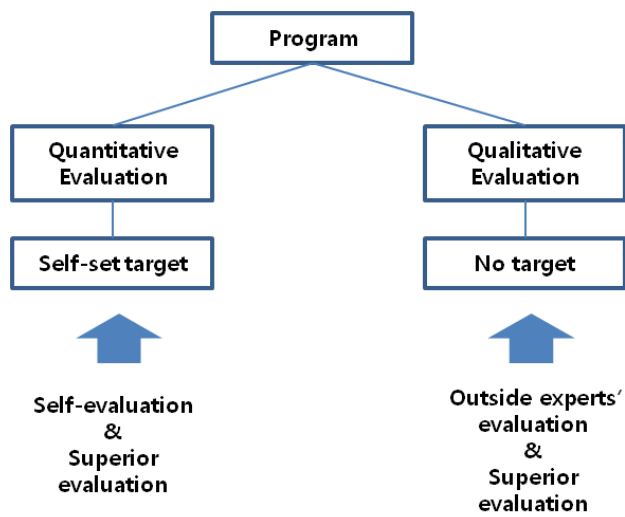 Program
Quantitative
Evaluation
Qualitative
Evaluation
Self-set target
No target
Self-evaluation
&
Superior
evaluation
Outside experts'
evaluation
&
Superior
evaluation